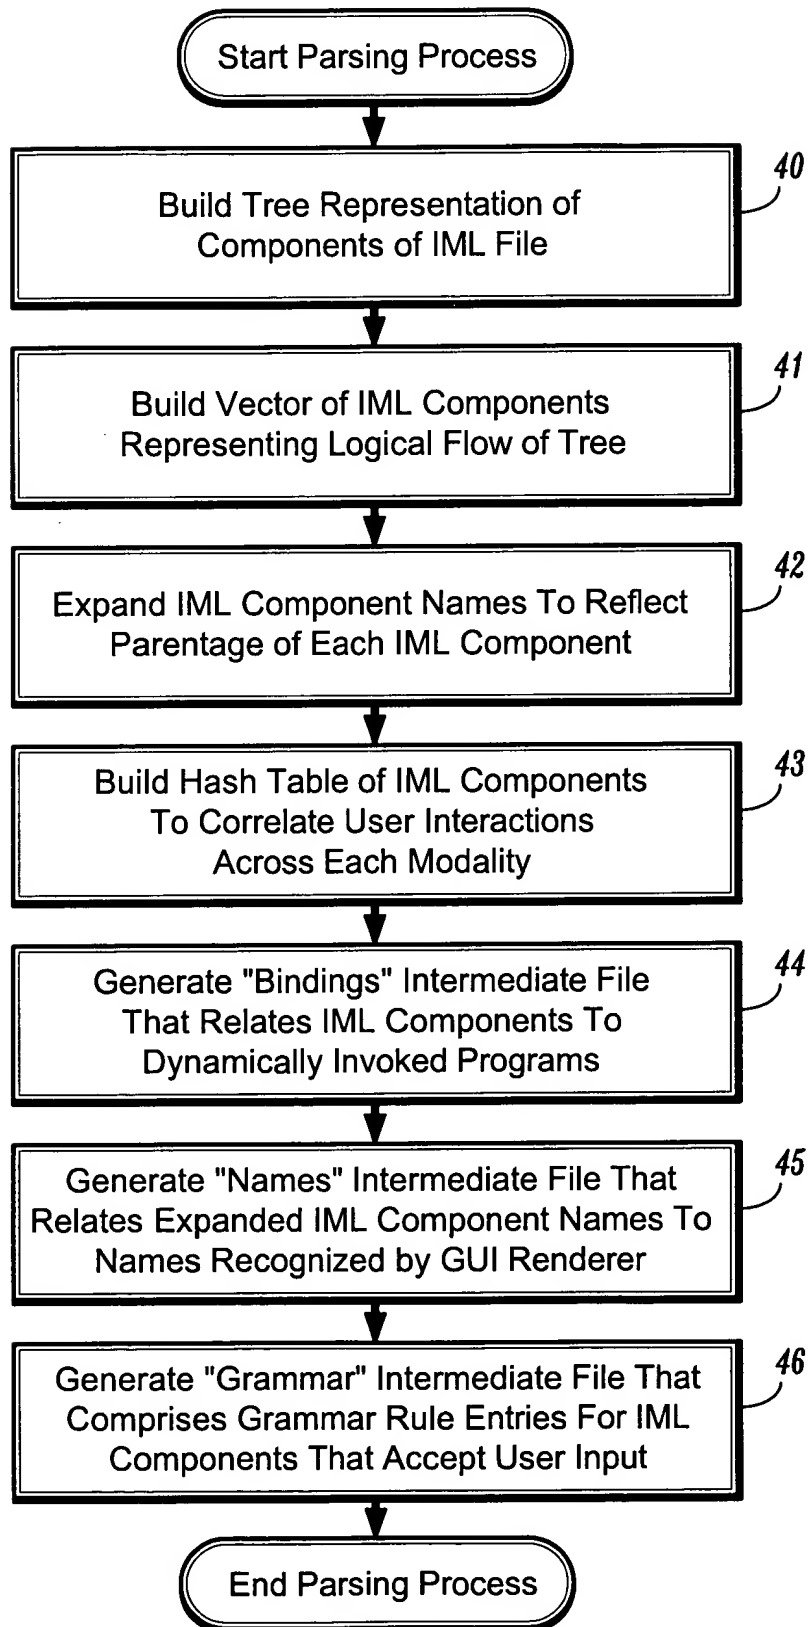 Start Parsing Process
40
Build Tree Representation of
Components of IML File
41
Build Vector of IML Components
Representing Logical Flow of Tree
42
Expand IML Component Names To Reflect
Parentage of Each IML Component
43
Build Hash Table of IML Components
To Correlate User Interactions
Across Each Modality
44
Generate "Bindings" Intermediate File
That Relates IML Components To
Dynamically Invoked Programs
45
Generate "Names" Intermediate File That
Relates Expanded IML Component Names To
Names Recognized by GUI Renderer
46
Generate "Grammar" Intermediate File That
Comprises Grammar Rule Entries For IML
Components That Accept User Input
End Parsing Process